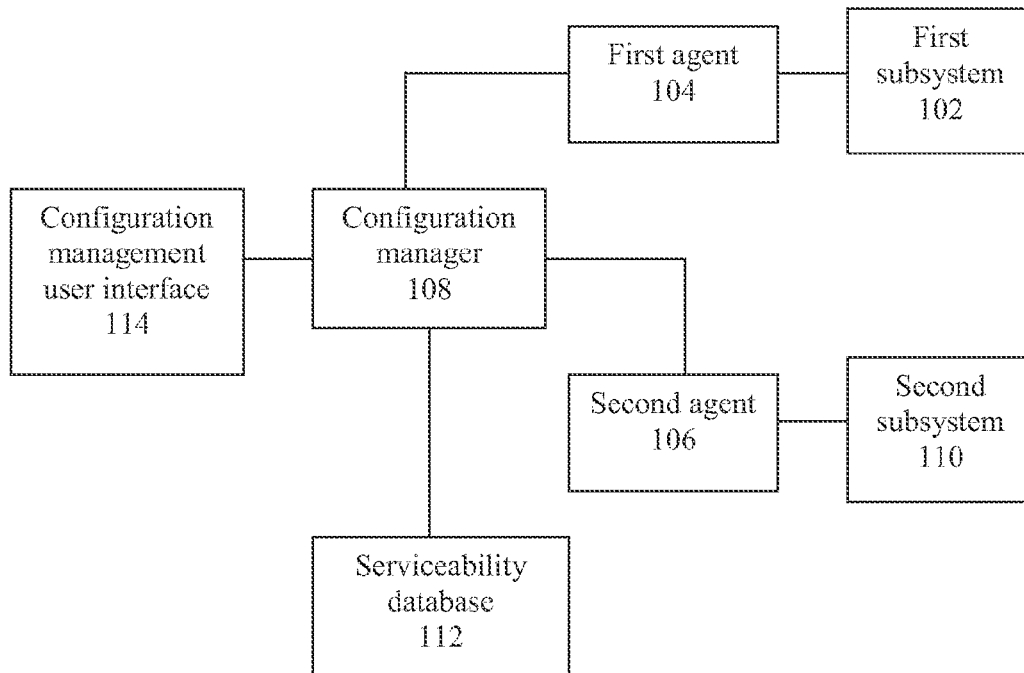 First agent
104
First
subsystem
102
Configuration
management
user interface
114
Configuration
manager
108
Second agent
106
Second
subsystem
110
Serviceability
database
112